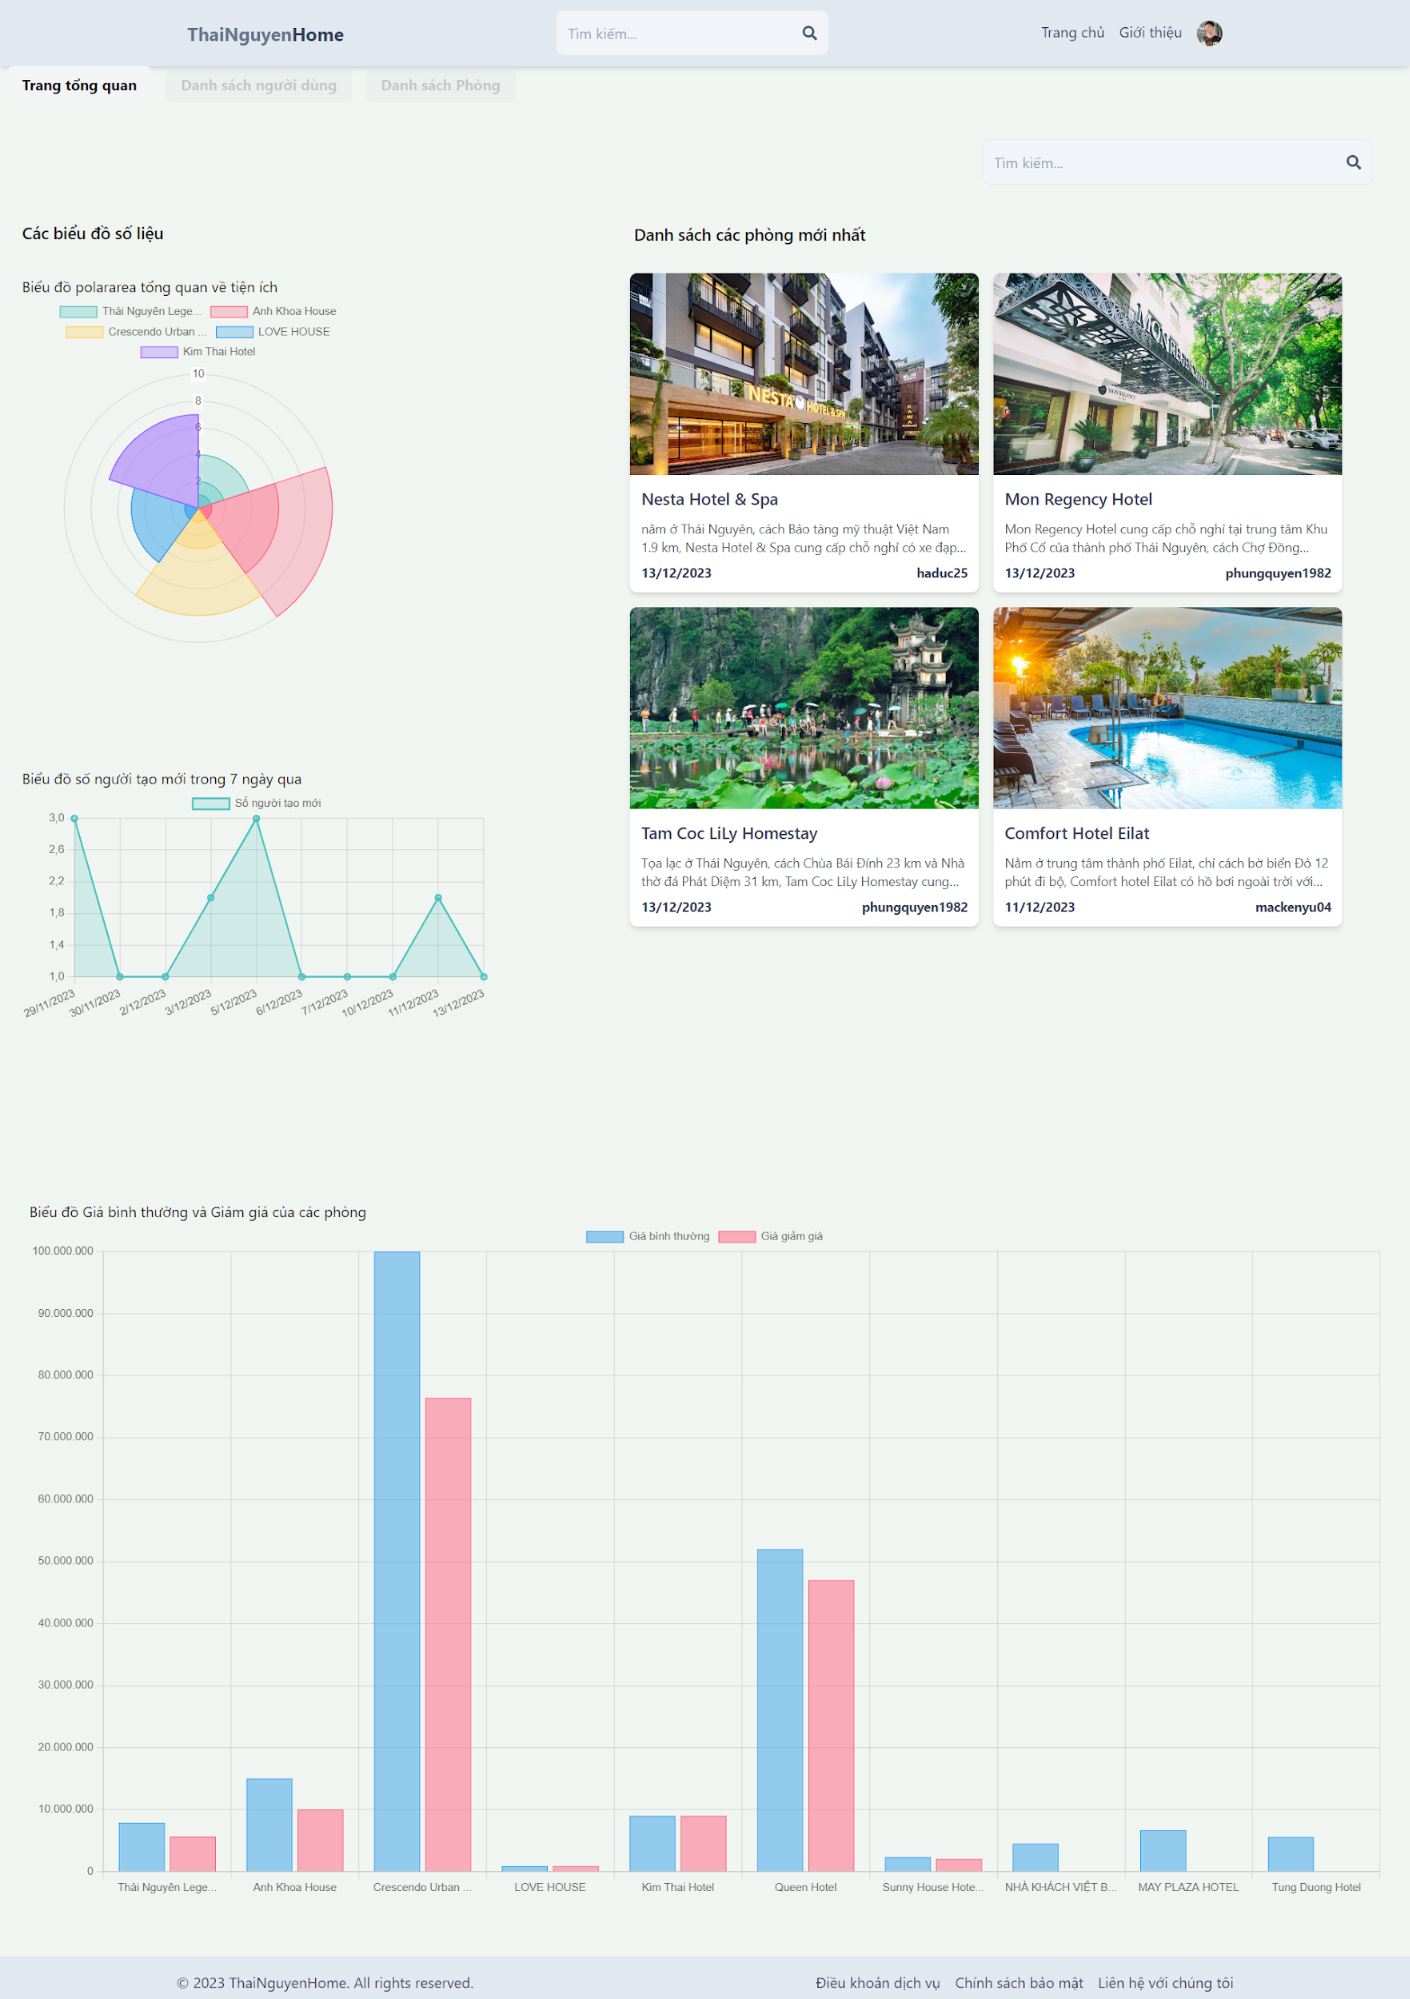 ThaiNguyenHome
Tìm kiếm...
Trang chủ
Giới thiệu
Trang tổng quan
Danh sách người dùng
Danh sách Phòng
Tìm kiếm...
Các biểu đồ số liệu
Biểu đồ polararea tổng quan về tiện ích
Thái Nguyên Lege...
Anh Khoa House
Crescendo Urban ...
LOVE HOUSE
Kim Thai Hotel
10
8
6
4
2
Biểu đồ số người tạo mới trong 7 ngày qua
Số người tạo mới
3,0
2,6
2,2
1,8
1,4
1,0
29/11/2023
30/11/2023
2/12/2023
3/12/2023
5/12/2023
6/12/2023
7/12/2023
10/12/2023
11/12/2023
13/12/2023
Danh sách các phòng mới nhất
NESTA HOTEL & SPA
Nesta Hotel & Spa
nằm ở Thái Nguyên, cách Bảo tàng mỹ thuật Việt Nam
1.9 km, Nesta Hotel & Spa cung cấp chỗ nghỉ có xe đạp...
13/12/2023
haduc25
MON REGENCY
Mon Regency Hotel
Mon Regency Hotel cung cấp chỗ nghỉ tại trung tâm Khu
Phố Cổ của thành phố Thái Nguyên, cách Chợ Đồng...
13/12/2023
phungquyen1982
Tam Coc LiLy Homestay
Tọa lạc ở Thái Nguyên, cách Chùa Bái Đính 23 km và Nhà
thờ đá Phát Diệm 31 km, Tam Coc LiLy Homestay cung...
13/12/2023
phungquyen1982
Comfort Hotel Eilat
Nằm ở trung tâm thành phố Eilat, chỉ cách bờ biển Đỏ 12
phút đi bộ, Comfort hotel Eilat có hồ bơi ngoài trời với...
11/12/2023
mackenyu04
Biểu đồ Giá bình thường và Giảm giá của các phòng
Giá bình thường
Giá giảm giá
100.000.000
90.000.000
80.000.000
70.000.000
60.000.000
50.000.000
40.000.000
30.000.000
20.000.000
10.000.000
0
Thái Nguyên Lege...
Anh Khoa House
Crescendo Urban ...
LOVE HOUSE
Kim Thai Hotel
Queen Hotel
Sunny House Hote...
NHÀ KHÁCH VIỆT B...
MAY PLAZA HOTEL
Tung Duong Hotel
© 2023 ThaiNguyenHome. All rights reserved.
Điều khoản dịch vụ
Chính sách bảo mật
Liên hệ với chúng tôi